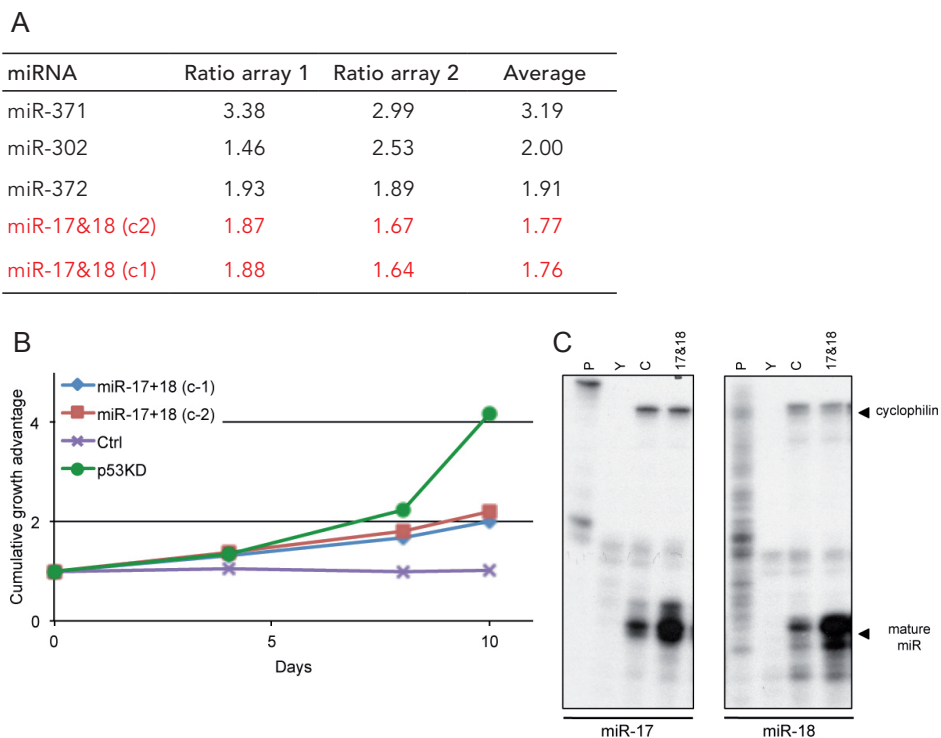 A
miRNA Ratio array 1 Ratio array 2 Average
miR-371 3.38 2.99 3.19
miR-302 1.46 2.53 2.00
miR-372 1.93 1.89 1.91
miR-17&18 (c2) 1.87 1.67 1.77
miR-17&18 (c1) 1.88 1.64 1.76
B
Cumulative growth advantage
4
2
0
miR-17+18 (c-1)
miR-17+18 (c-2)
Ctrl
p53KD
0 5 10
Days
C
P Y C 17&18
P Y C 17&18
cyclophilin
mature
miR
miR-17
miR-18